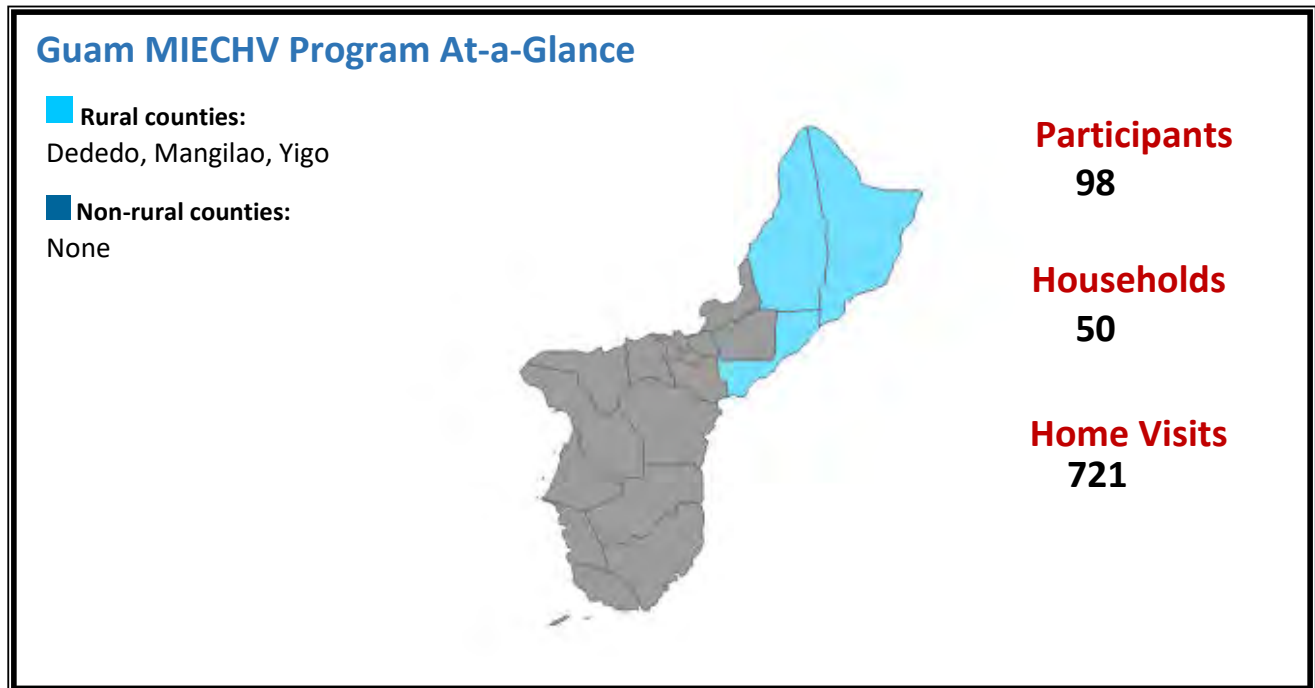 Guam MIECHV Program At-a-Glance
Rural counties:
Dededo, Mangilao, Yigo
Non-rural counties:
None
Participants
98
Households
50
Home Visits
721